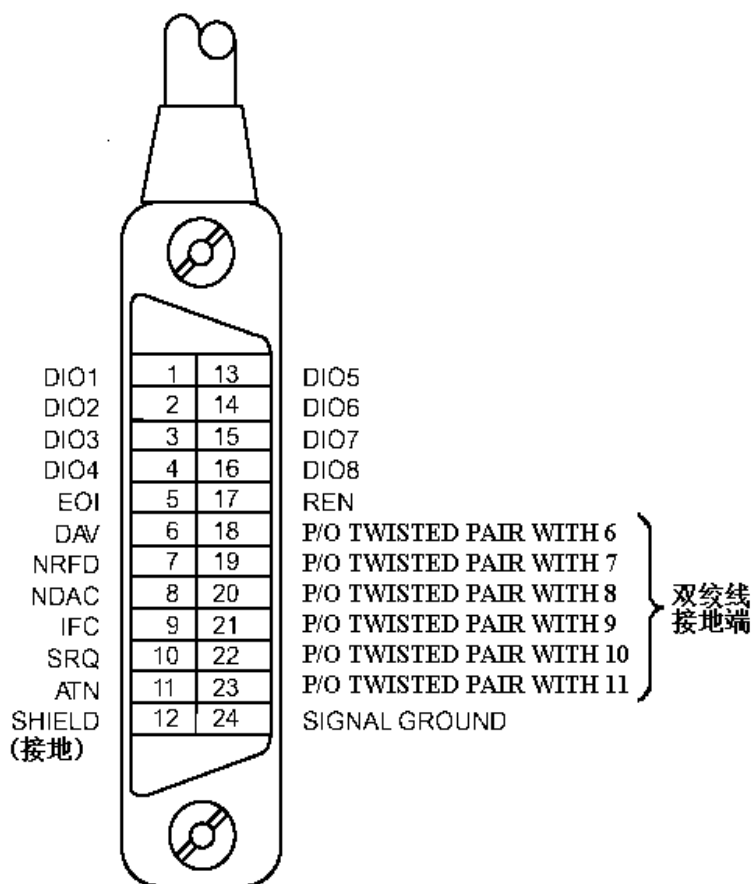 DIO1 1 13 DIO5
DIO2 2 14 DIO6
DIO3 3 15 DIO7
DIO4 4 16 DIO8
EOI 5 17 REN
DAV 6 18 P/O TWISTED PAIR WITH 6
NRFD 7 19 P/O TWISTED PAIR WITH 7
NDAC 8 20 P/O TWISTED PAIR WITH 8
IFC 9 21 P/O TWISTED PAIR WITH 9
SRQ 10 22 P/O TWISTED PAIR WITH 10
ATN 11 23 P/O TWISTED PAIR WITH 11
SHIELD 12 24 SIGNAL GROUND
(接地)
双绞线
接地端